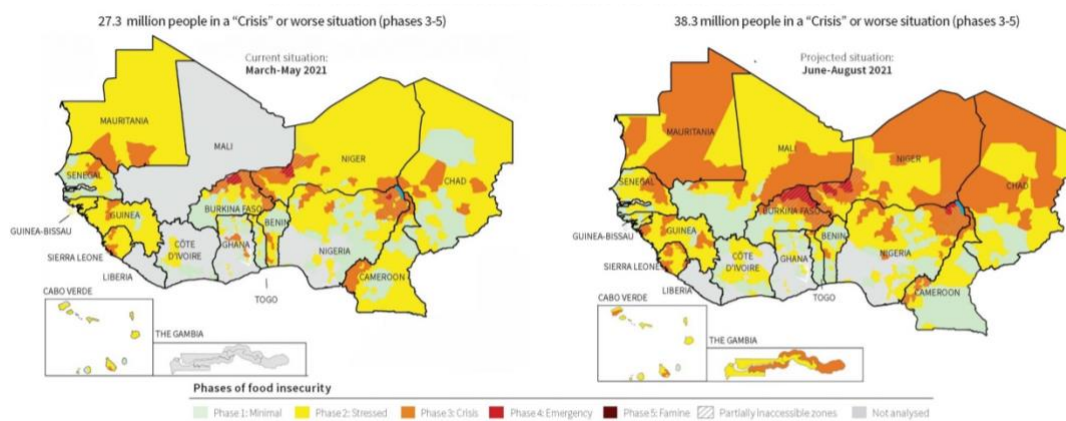 27.3 million people in a “Crisis” or worse situation (phases 3-5)
Current situation:
March-May 2021
MAURITANIA
MALI
NIGER
CHAD
SENEGAL
GUINEA
GUINEA-BISSAU
SIERRA LEONE
LIBERIA
CÔTE
D'IVOIRE
BURKINA FASO
GHANA
BENIN
TOGO
NIGERIA
CAMEROON
CABO VERDE
THE GAMBIA
38.3 million people in a “Crisis” or worse situation (phases 3-5)
Projected situation:
June-August 2021
MAURITANIA
MALI
NIGER
CHAD
SENEGAL
GUINEA
GUINEA-BISSAU
SIERRA LEONE
LIBERIA
CÔTE
D'IVOIRE
BURKINA FASO
GHANA
BENIN
TOGO
NIGERIA
CAMEROON
CABO VERDE
THE GAMBIA
Phases of food insecurity
Phase 1: Minimal
Phase 2: Stressed
Phase 3: Crisis
Phase 4: Emergency
Phase 5: Famine
Partially inaccessible zones
Not analysed